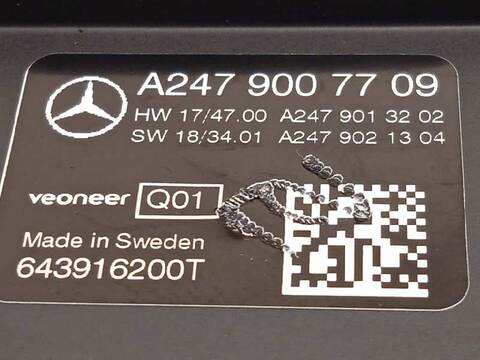 A247 900 77 09
HW 17/47.00 A247 901 32 02
SW 18/34.01 A247 902 13 04
veoneer Q01
Made in Sweden
643916200T